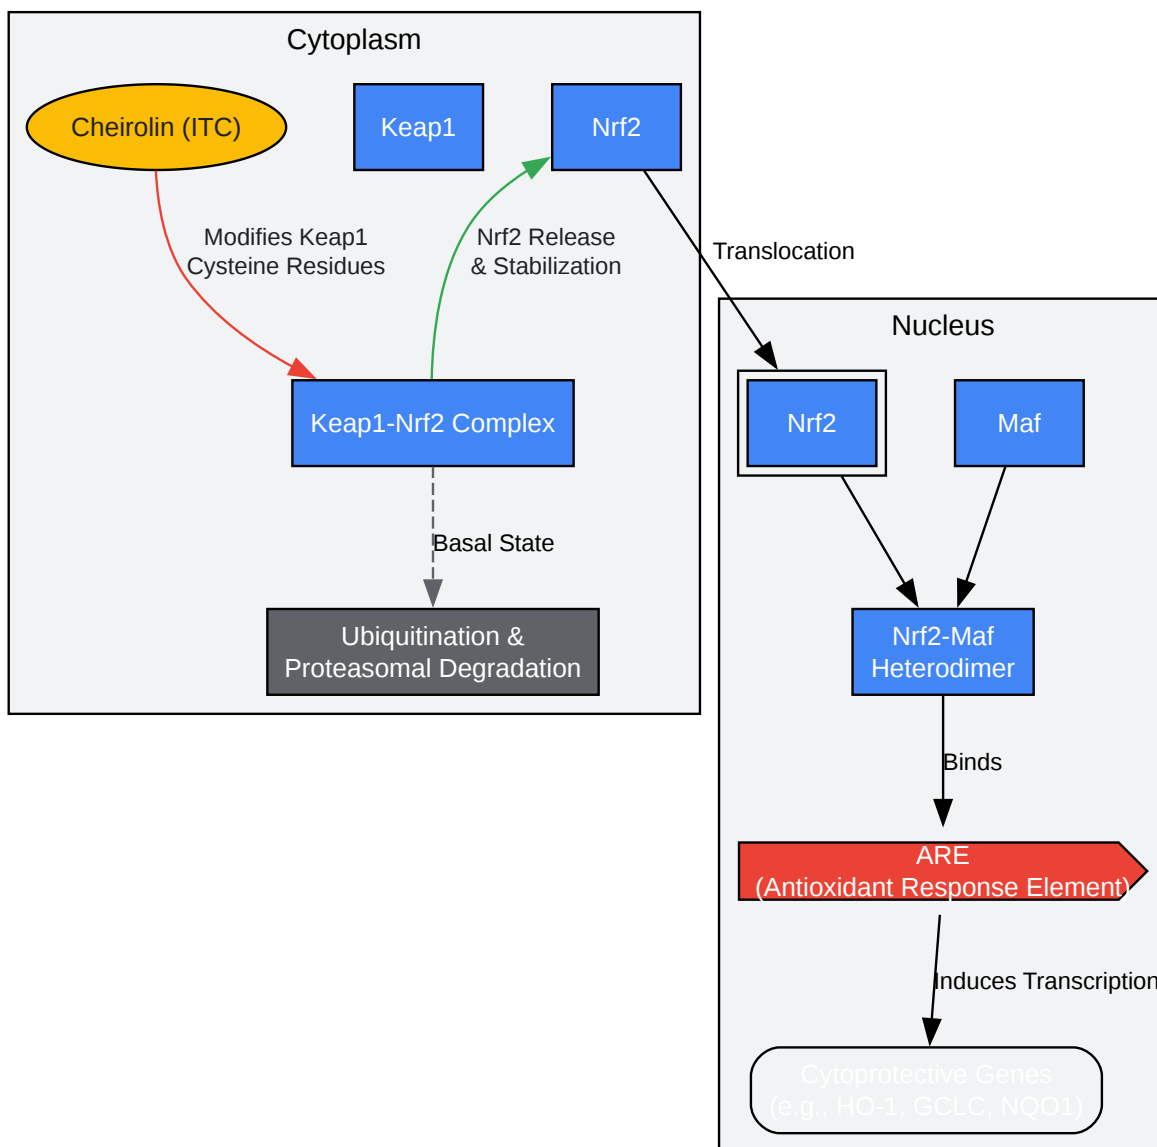 Cytoplasm
Cheirolin (ITC)
Keap1
Nrf2
Modifies Keap1
Cysteine Residues
Nrf2 Release
& Stabilization
Translocation
Keap1-Nrf2 Complex
Basal State
Ubiquitination &
Proteasomal Degradation
Nucleus
Nrf2
Maf
Nrf2-Maf
Heterodimer
Binds
ARE
(Antioxidant Response Element)
Induces Transcription
Cytoprotective Genes
(e.g., HO-1, GCLC, NQO1)